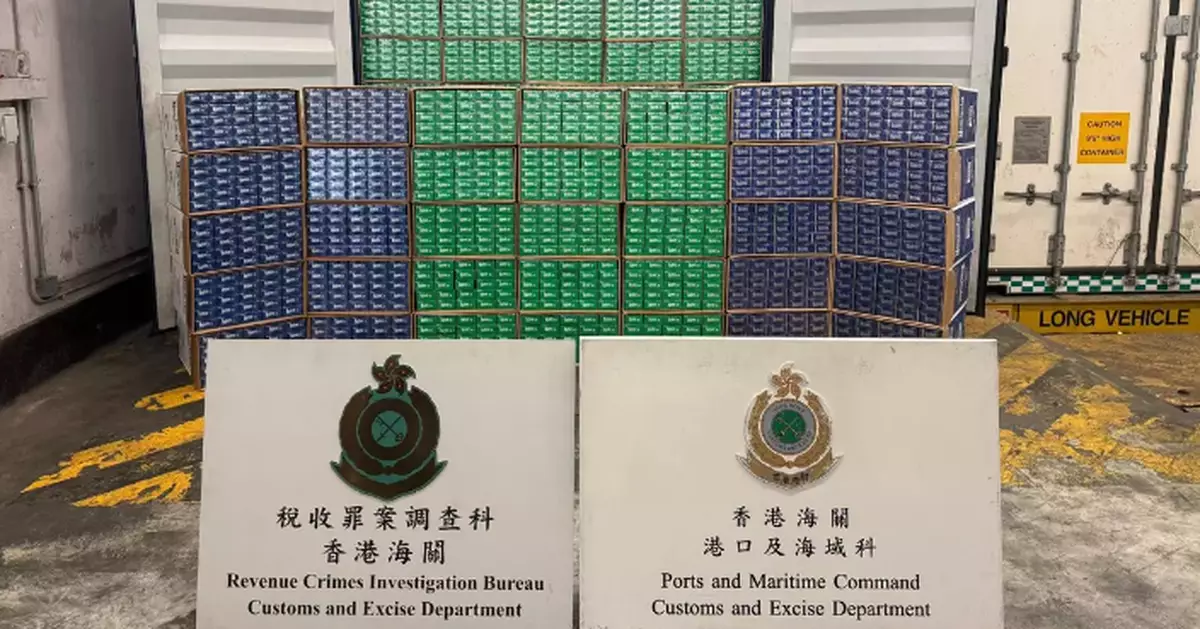 CAUTION
9'6" HIGH
CONTAINER
LONG VEHICLE
稅收罪案調查科
香港海關
Revenue Crimes Investigation Bureau
Customs and Excise Department
香港海關
港口及海域科
Ports and Maritime Command
Customs and Excise Department